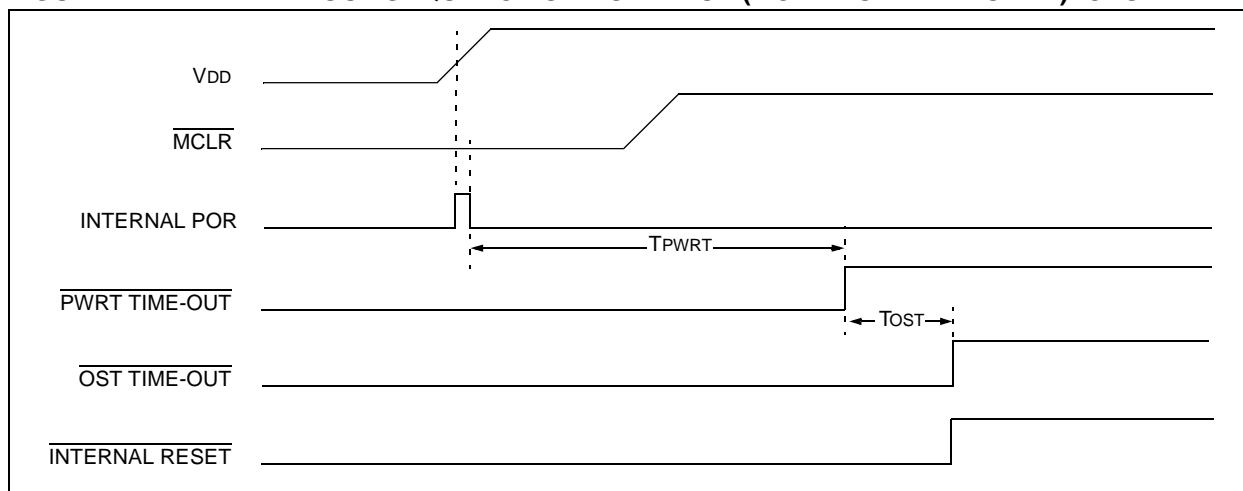 VDD
MCLR
INTERNAL POR
TPWRT
PWRT TIME-OUT
TOST
OST TIME-OUT
INTERNAL RESET